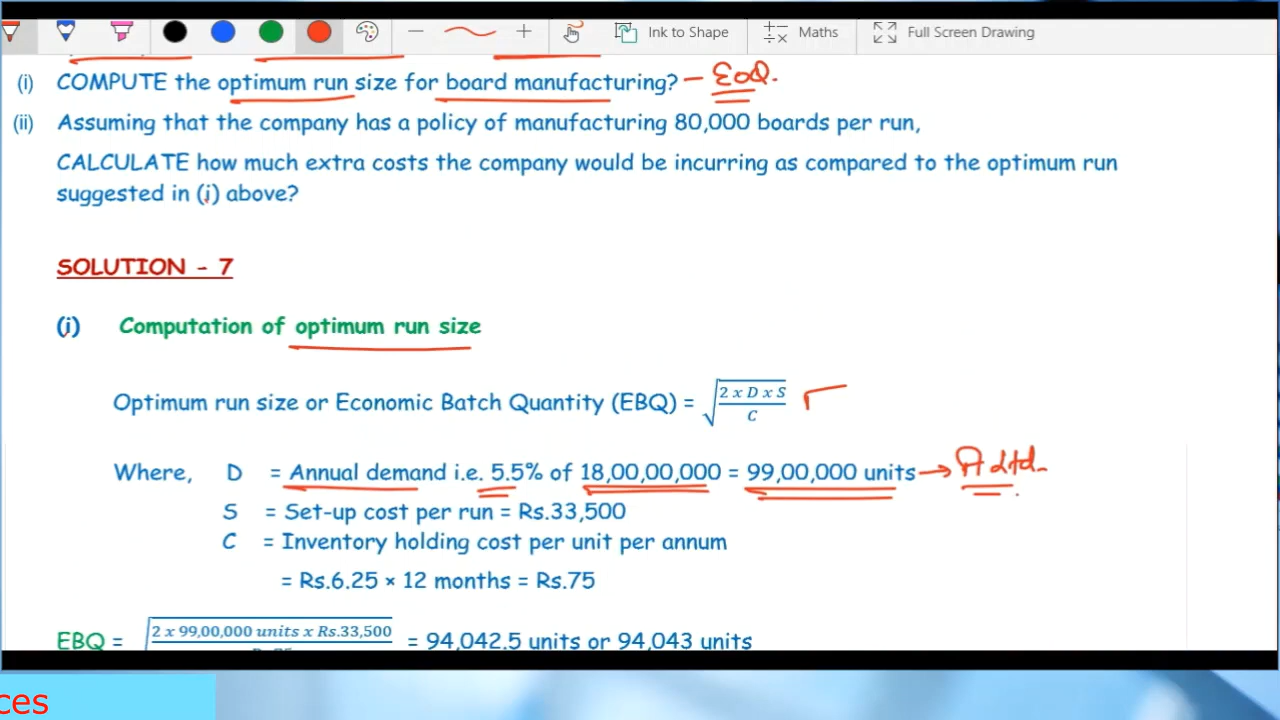 Ink to Shape Maths Full Screen Drawing
(i) COMPUTE the optimum run size for board manufacturing? - EOQ.
(ii) Assuming that the company has a policy of manufacturing 80,000 boards per run,
CALCULATE how much extra costs the company would be incurring as compared to the optimum run
suggested in (i) above?
SOLUTION - 7
(i) Computation of optimum run size
Optimum run size or Economic Batch Quantity (EBQ) = √(2 x D x S / C)
Where, D = Annual demand i.e. 5.5% of 18,00,00,000 = 99,00,000 units → A Ltd.
S = Set-up cost per run = Rs.33,500
C = Inventory holding cost per unit per annum
= Rs.6.25 × 12 months = Rs.75
EBQ = √(2 x 99,00,000 units x Rs.33,500 = 94,042.5 units or 94,043 units
ces